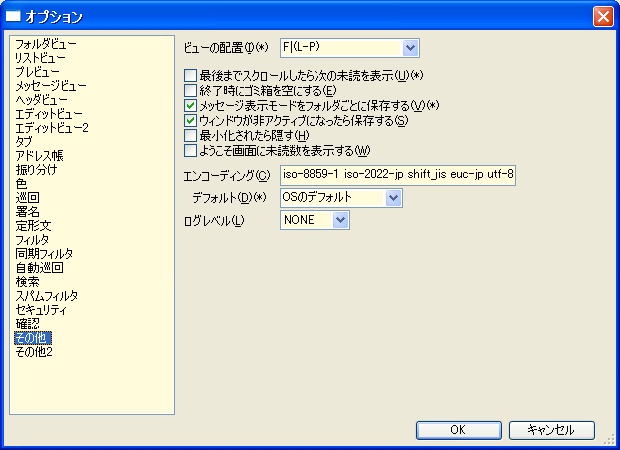 オプション
フォルダビュー
リストビュー
プレビュー
メッセージビュー
ヘッダビュー
エディットビュー
エディットビュー2
タブ
アドレス帳
振り分け
色
巡回
署名
定形文
フィルタ
同期フィルタ
自動巡回
検索
スパムフィルタ
セキュリティ
確認
その他
その他2
ビューの配置(I)(*) F|(L-P)
最後までスクロールしたら次の未読を表示(U)(*)
終了時にゴミ箱を空にする(E)
メッセージ表示モードをフォルダごとに保存する(V)(*)
ウィンドウが非アクティブになったら保存する(S)
最小化されたら隠す(H)
ようこそ画面に未読数を表示する(W)
エンコーディング(C) iso-8859-1 iso-2022-jp shift_jis euc-jp utf-8
デフォルト(D)(*) OSのデフォルト
ログレベル(L) NONE
OK キャンセル